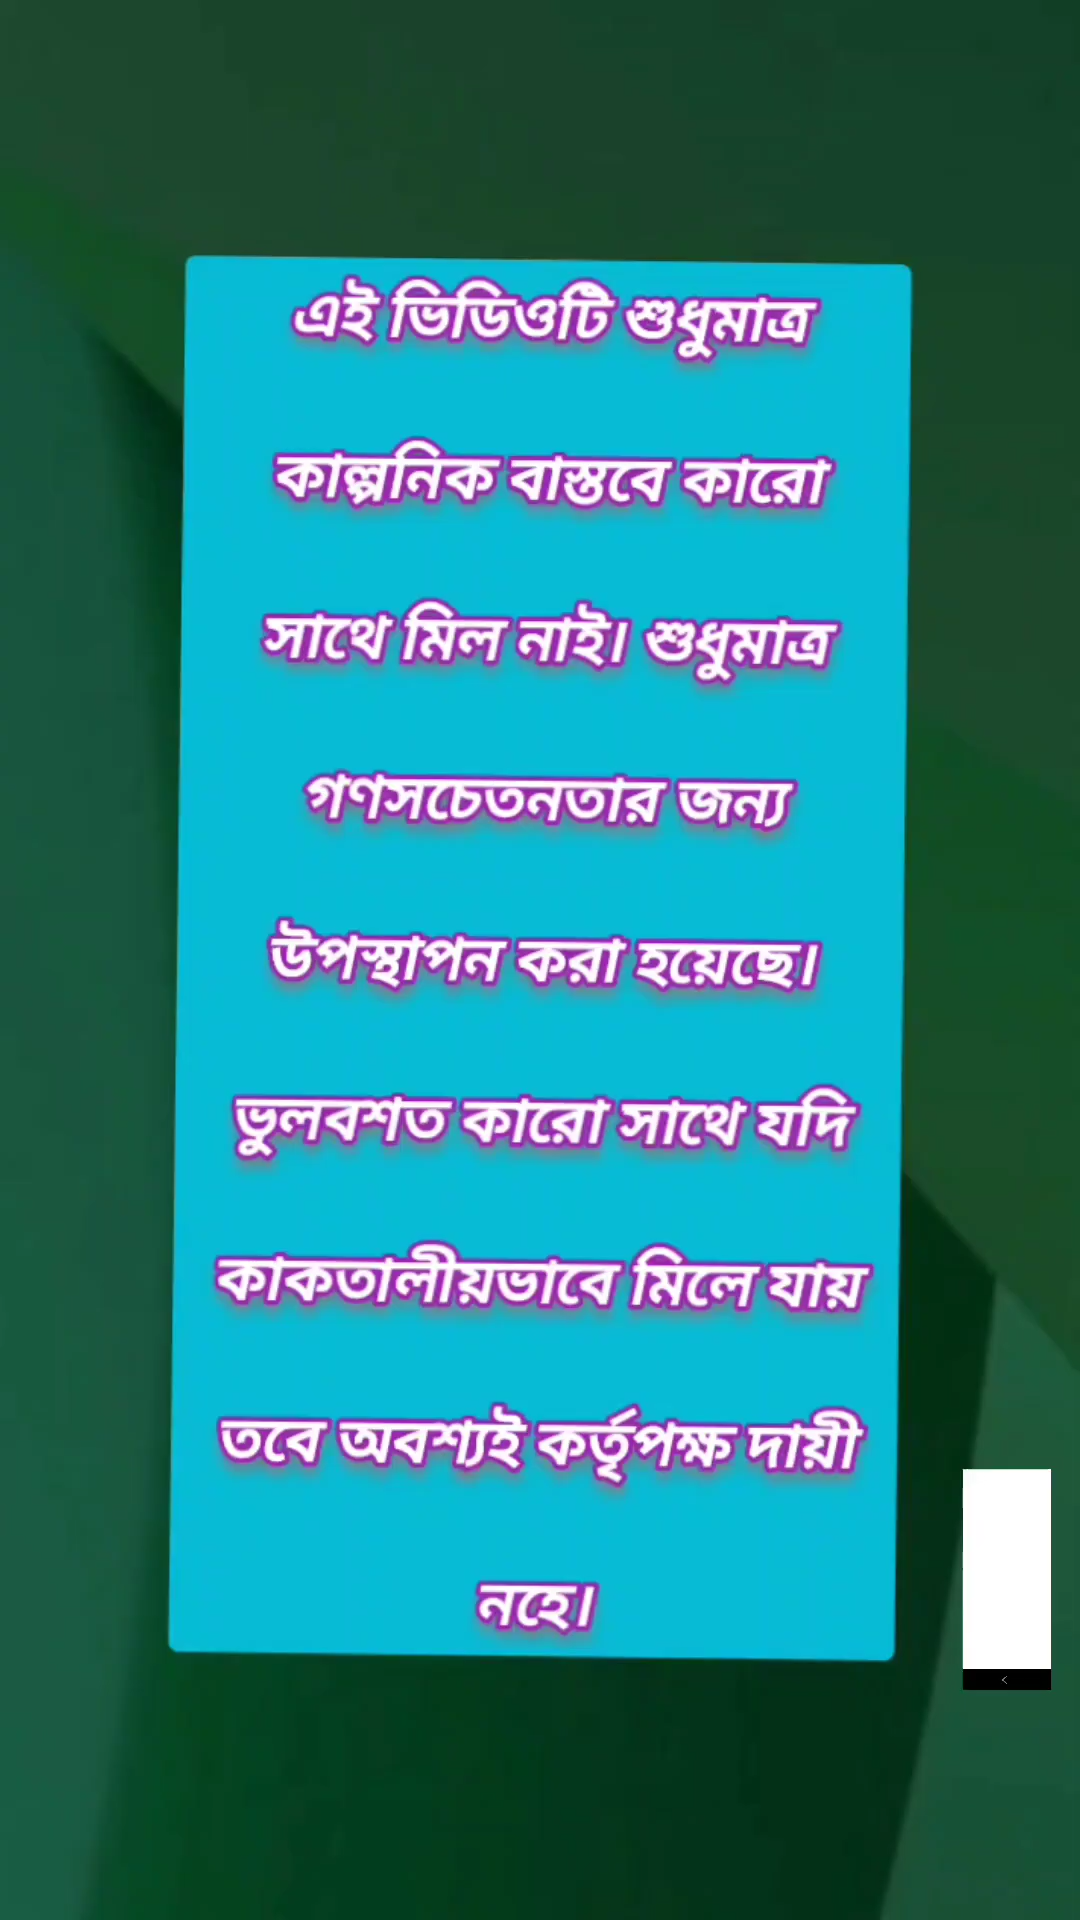 এই ভিডিওটি শুধুমাত্র
কাল্পনিক বাস্তবে কারো
সাথে মিল নাই। শুধুমাত্র
গণসচেতনতার জন্য
উপস্থাপন করা হয়েছে।
ভুলবশত কারো সাথে যদি
কাকতালীয়ভাবে মিলে যায়
তবে অবশ্যই কর্তৃপক্ষ দায়ী
নহে।